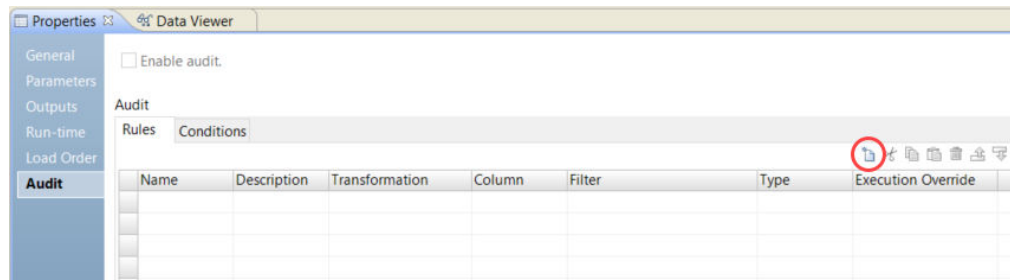 Properties Data Viewer
General
Parameters
Outputs
Run-time
Load Order
Audit
Enable audit.
Audit
Rules Conditions
Name Description Transformation Column Filter Type Execution Override